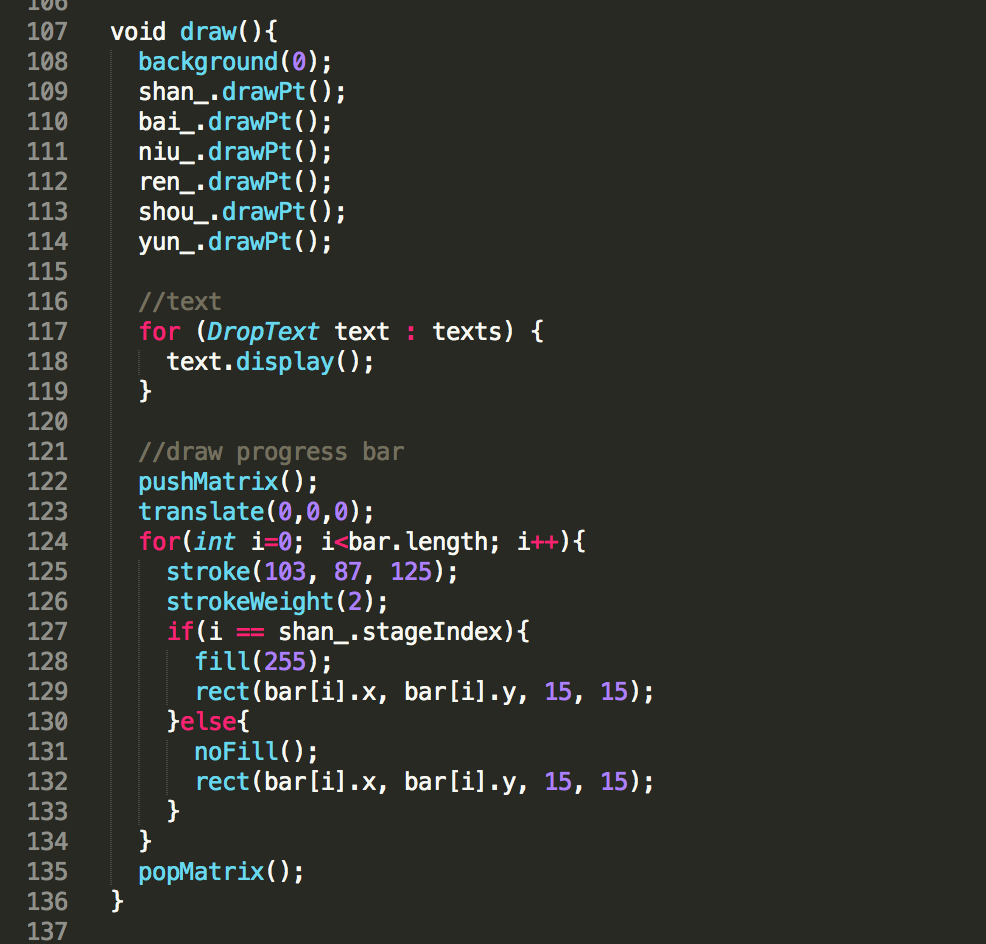 106
107 void draw(){
108   background(0);
109   shan_.drawPt();
110   bai_.drawPt();
111   niu_.drawPt();
112   ren_.drawPt();
113   shou_.drawPt();
114   yun_.drawPt();
115
116   //text
117   for (DropText text : texts) {
118     text.display();
119   }
120
121   //draw progress bar
122   pushMatrix();
123   translate(0,0,0);
124   for(int i=0; i<bar.length; i++){
125     stroke(103, 87, 125);
126     strokeWeight(2);
127     if(i == shan_.stageIndex){
128       fill(255);
129       rect(bar[i].x, bar[i].y, 15, 15);
130     }else{
131       noFill();
132       rect(bar[i].x, bar[i].y, 15, 15);
133     }
134   }
135   popMatrix();
136 }
137